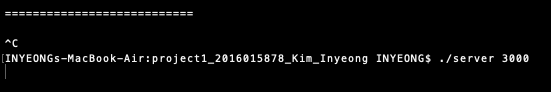 ===========================
^C
INYEONGs-MacBook-Air:project1_2016015878_Kim_Inyeong INYEONG$ ./server 3000